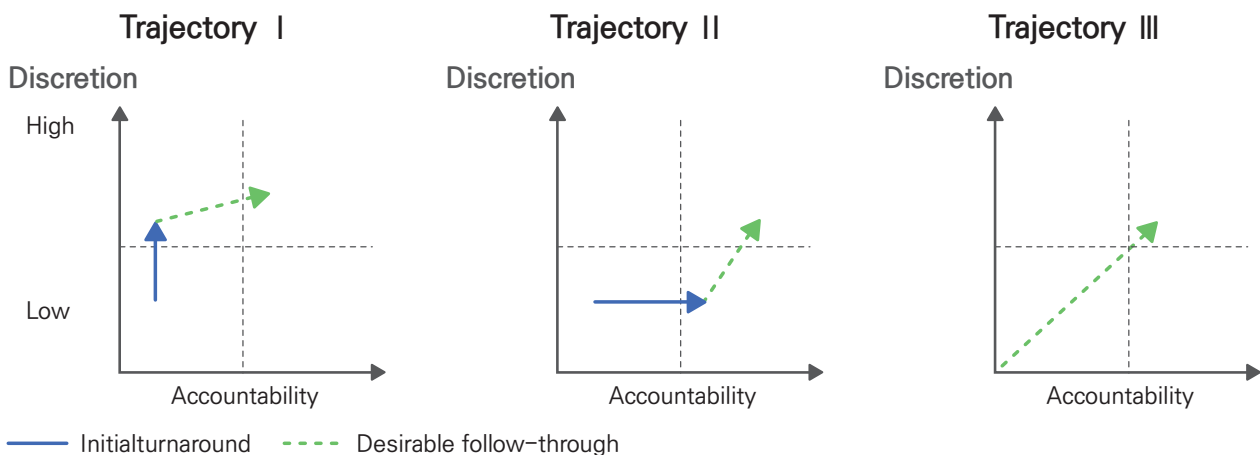 Trajectory Ⅰ
Trajectory Ⅱ
Trajectory Ⅲ
Discretion
Discretion
Discretion
High
Low
Accountability
Accountability
Accountability
Initialturnaround
Desirable follow-through